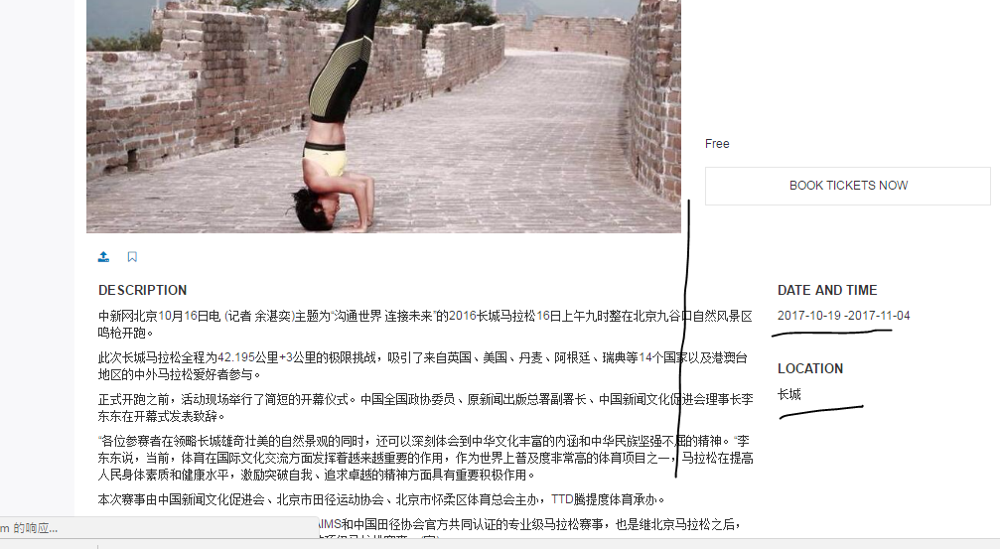 Free
BOOK TICKETS NOW
DESCRIPTION
中新网北京10月16日电 (记者 余湛奕)主题为“沟通世界 连接未来”的2016长城马拉松16日上午九时整在北京九谷口自然风景区
鸣枪开跑。
此次长城马拉松全程为42.195公里+3公里的极限挑战，吸引了来自英国、美国、丹麦、阿根廷、瑞典等14个国家以及港澳台
地区的中外马拉松爱好者参与。
正式开跑之前，活动现场举行了简短的开幕仪式。中国全国政协委员、原新闻出版总署副署长、中国新闻文化促进会理事长李
东东在开幕式发表致辞。
“各位参赛者在领略长城雄奇壮美的自然景观的同时，还可以深刻体会到中华文化丰富的内涵和中华民族坚强不屈的精神。“李
东东说，当前，体育在国际文化交流方面发挥着越来越重要的作用，作为世界上普及度非常高的体育项目之一，马拉松在提高
人民身体素质和健康水平，激励突破自我、追求卓越的精神方面具有重要积极作用。
本次赛事由中国新闻文化促进会、北京市田径运动协会、北京市怀柔区体育总会主办，TTD腾提度体育承办。
AIMS和中国田径协会官方共同认证的专业级马拉松赛事，也是继北京马拉松之后，
DATE AND TIME
2017-10-19 -2017-11-04
LOCATION
长城
m 的响应...